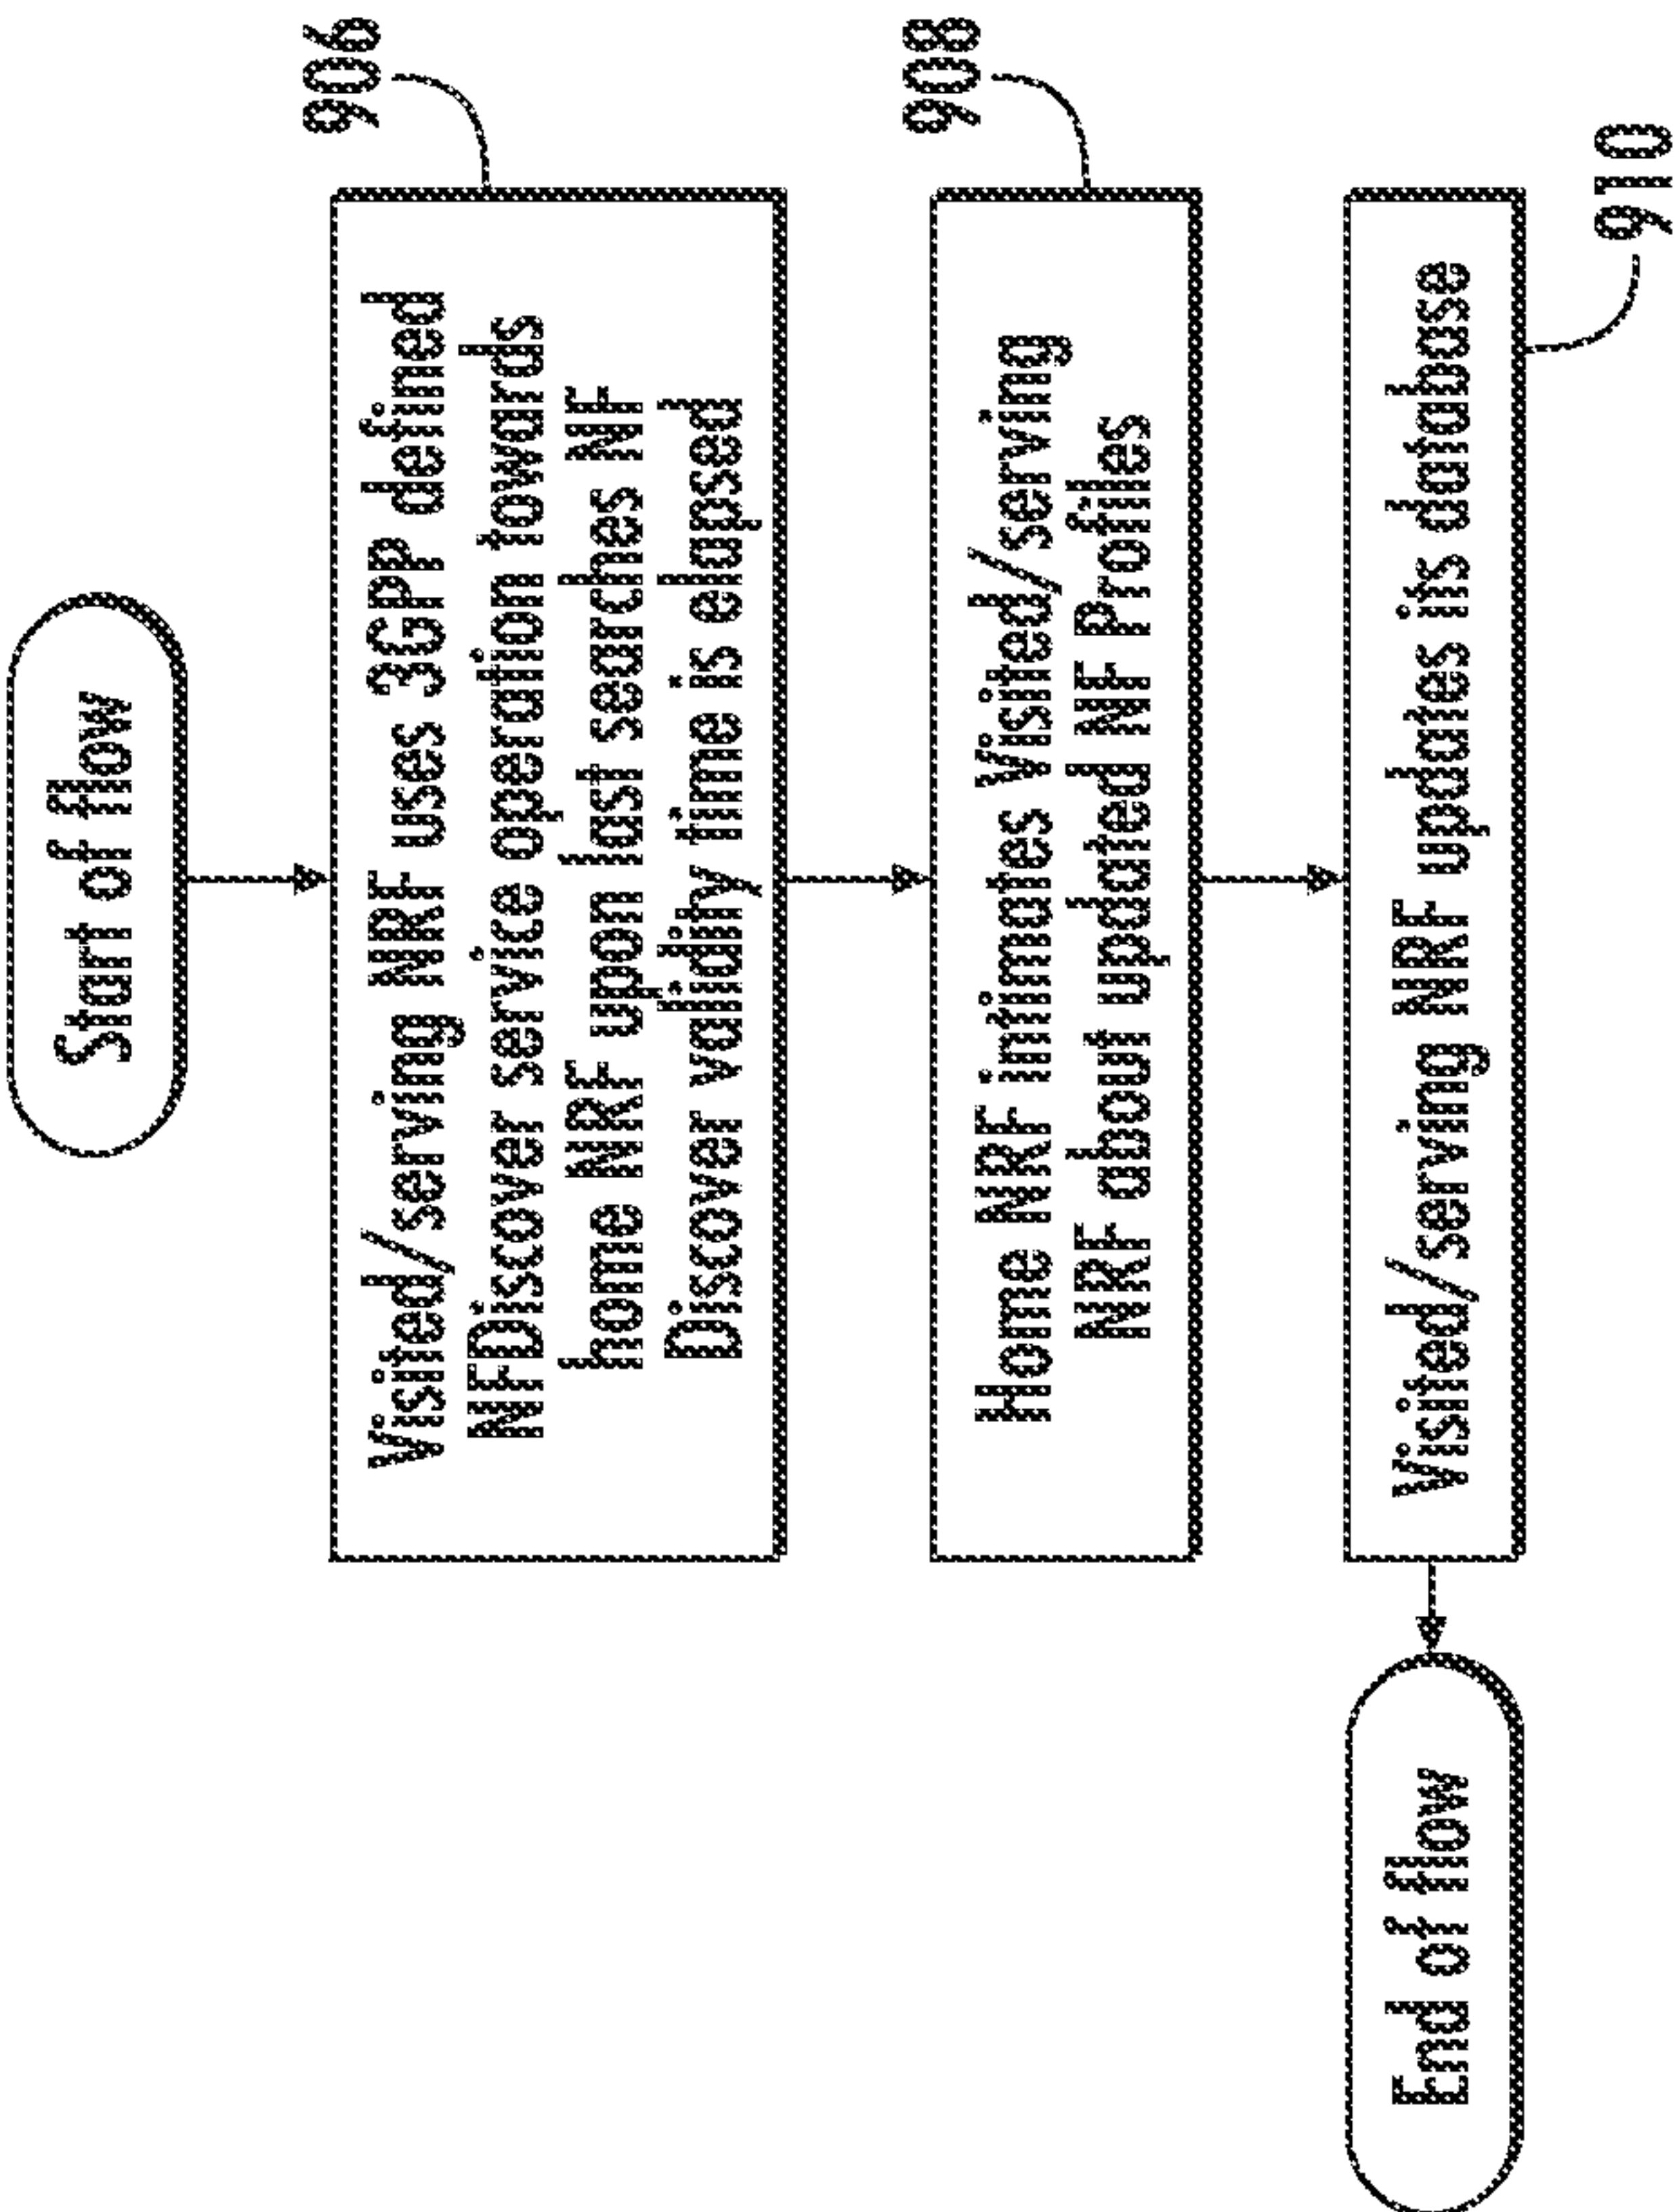 Start of flow
Visited/serving NRF uses 3GPP defined
NFDiscover service operation towards
home NRF upon last searches NF
Discover validity time is elapsed
906
Home NRF intimates Visited/serving
NRF about updated NF Profiles
908
Visited/serving NRF updates its database
910
End of flow